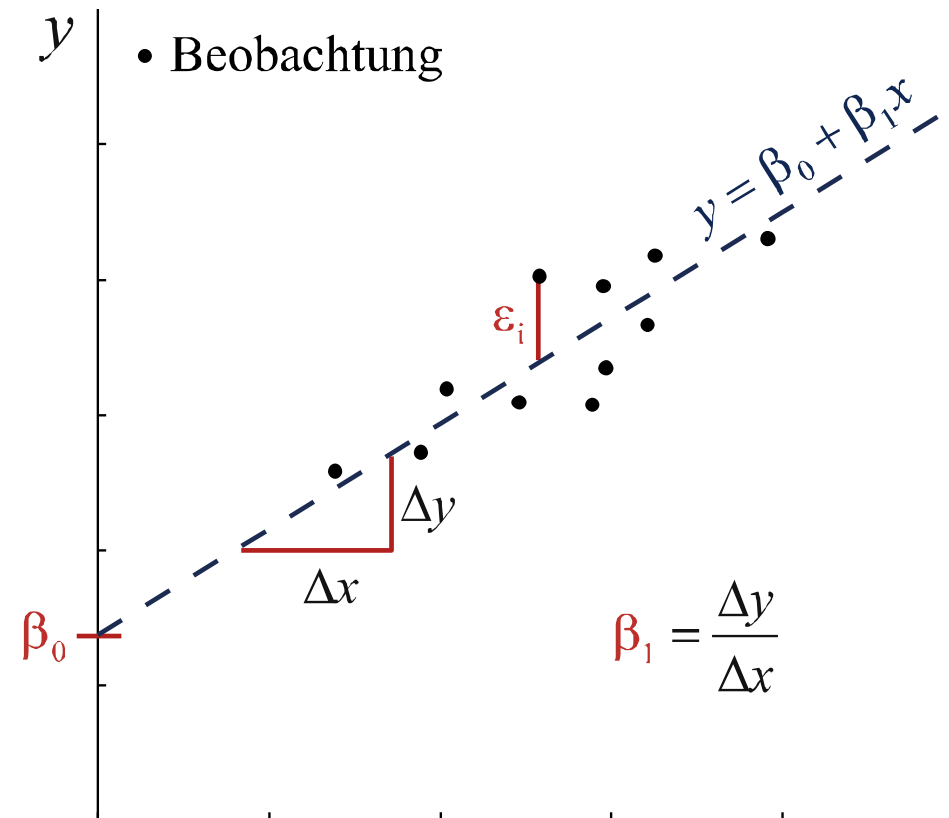 y
Beobachtung
y = β₀ + β₁x
εᵢ
Δy
Δx
β₀
β₁ = Δy/Δx